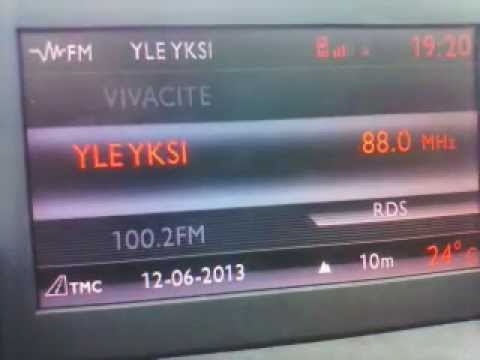 FM YLE YKSI 19:20
VIVACITE
YLE YKSI 88.0 MHz
RDS
100.2FM
TMC 12-06-2013 10m 24°C